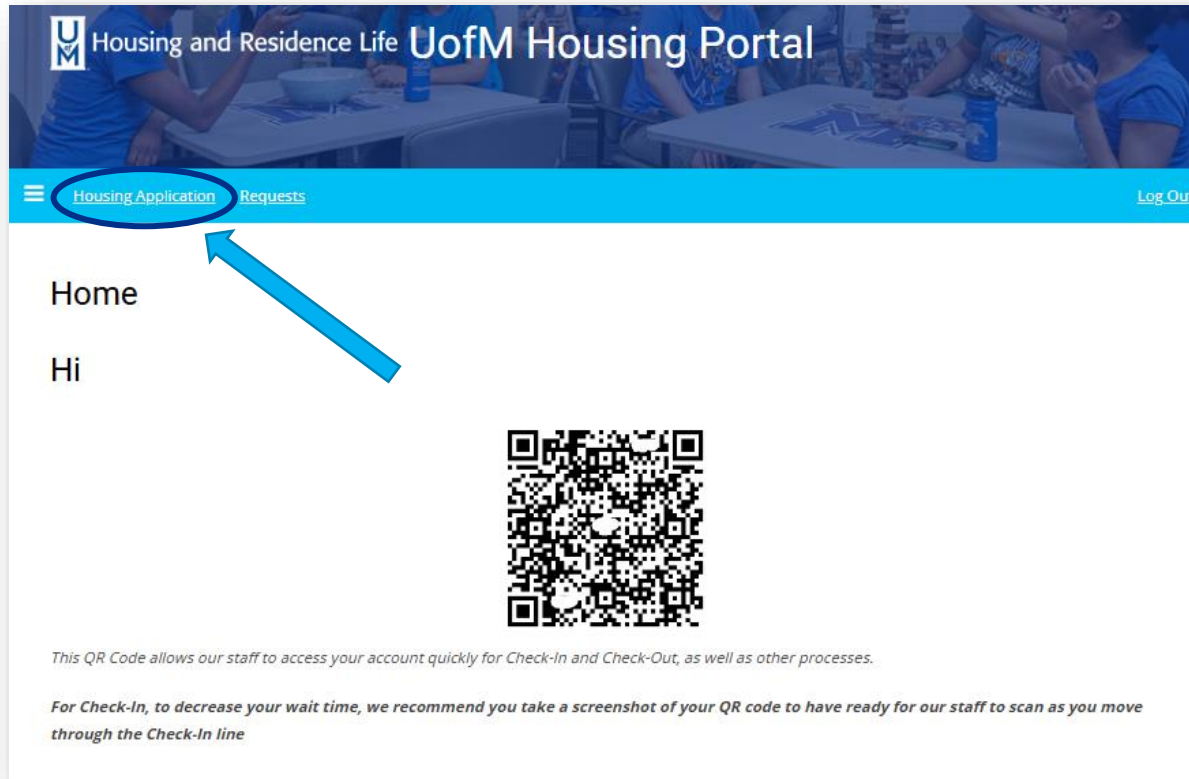 UM Housing and Residence Life UofM Housing Portal
Housing Application Requests Log Ou
Home
Hi
This QR Code allows our staff to access your account quickly for Check-In and Check-Out, as well as other processes.
For Check-In, to decrease your wait time, we recommend you take a screenshot of your QR code to have ready for our staff to scan as you move
through the Check-In line